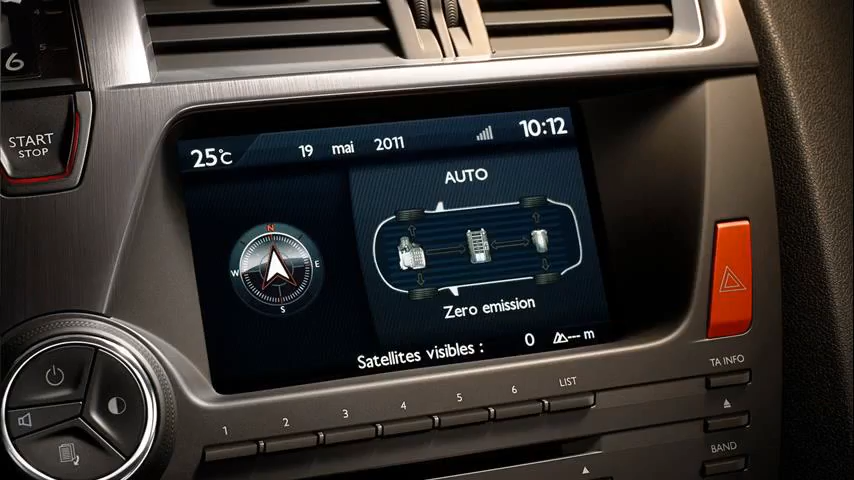 6
5
START
STOP
25°C 19 mai 2011 10:12
AUTO
N
W E
S
Zero emission
Satellites visibles : 0 --- m
1 2 3 4 5 6 LIST
TA INFO
BAND